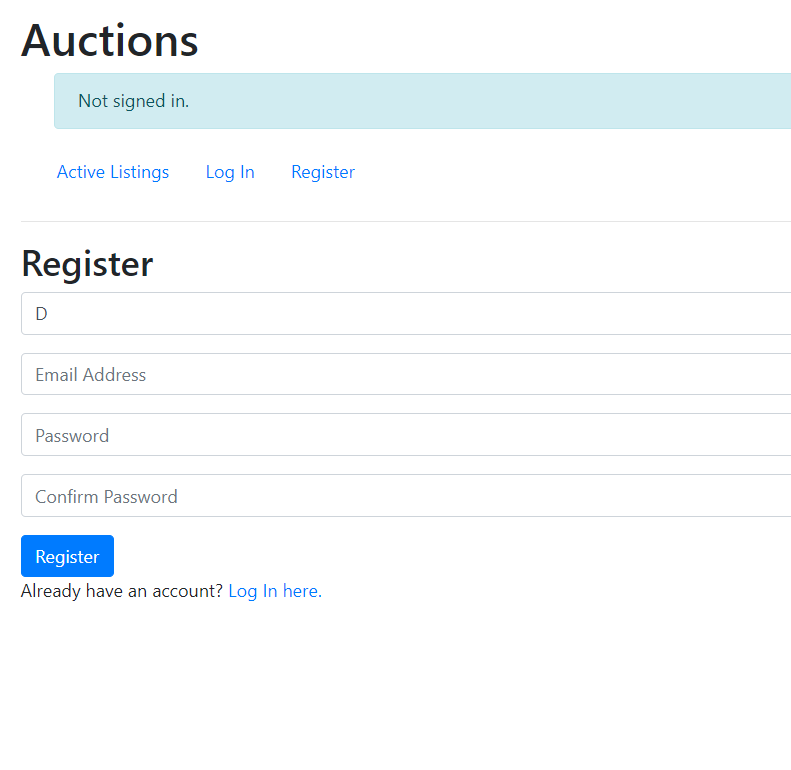 Auctions
Not signed in.
Active Listings Log In Register
Register
D
Email Address
Password
Confirm Password
Register
Already have an account? Log In here.